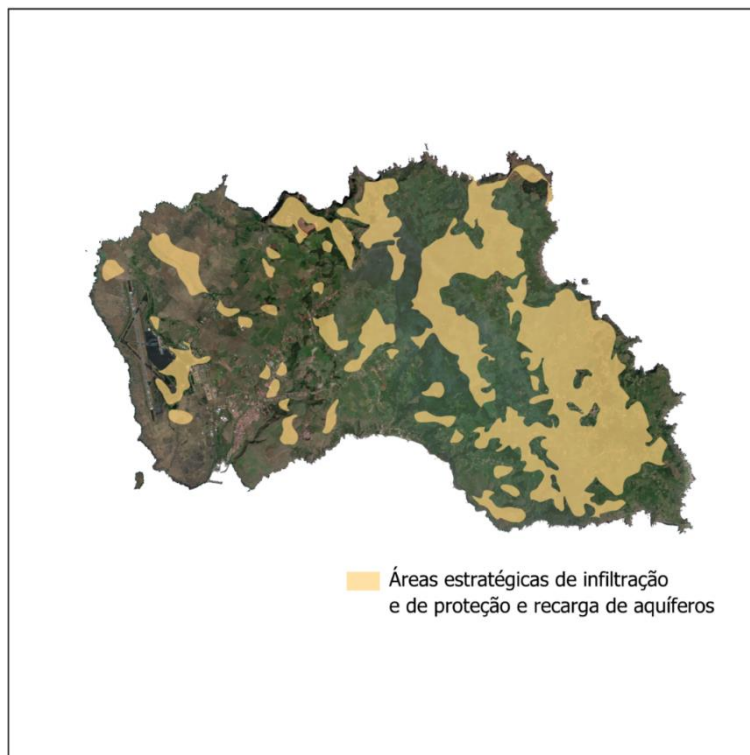 Áreas estratégicas de infiltração
e de proteção e recarga de aquíferos